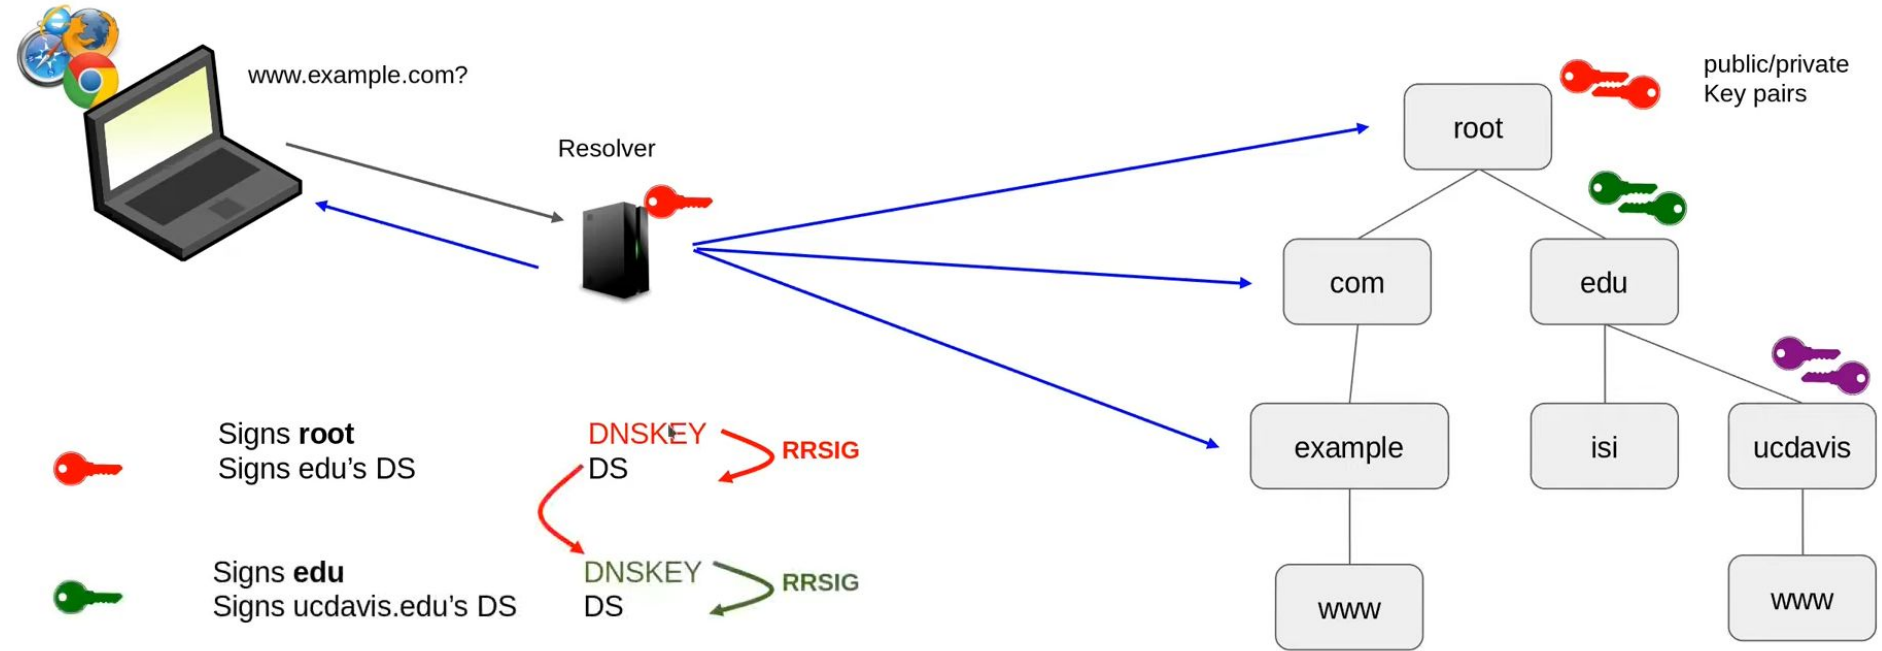 www.example.com?
Resolver
public/private
Key pairs
root
com
edu
example
isi
ucdavis
www
www
Signs root
Signs edu's DS
DNSKEY
DS
RRSIG
Signs edu
Signs ucdavis.edu's DS
DNSKEY
DS
RRSIG